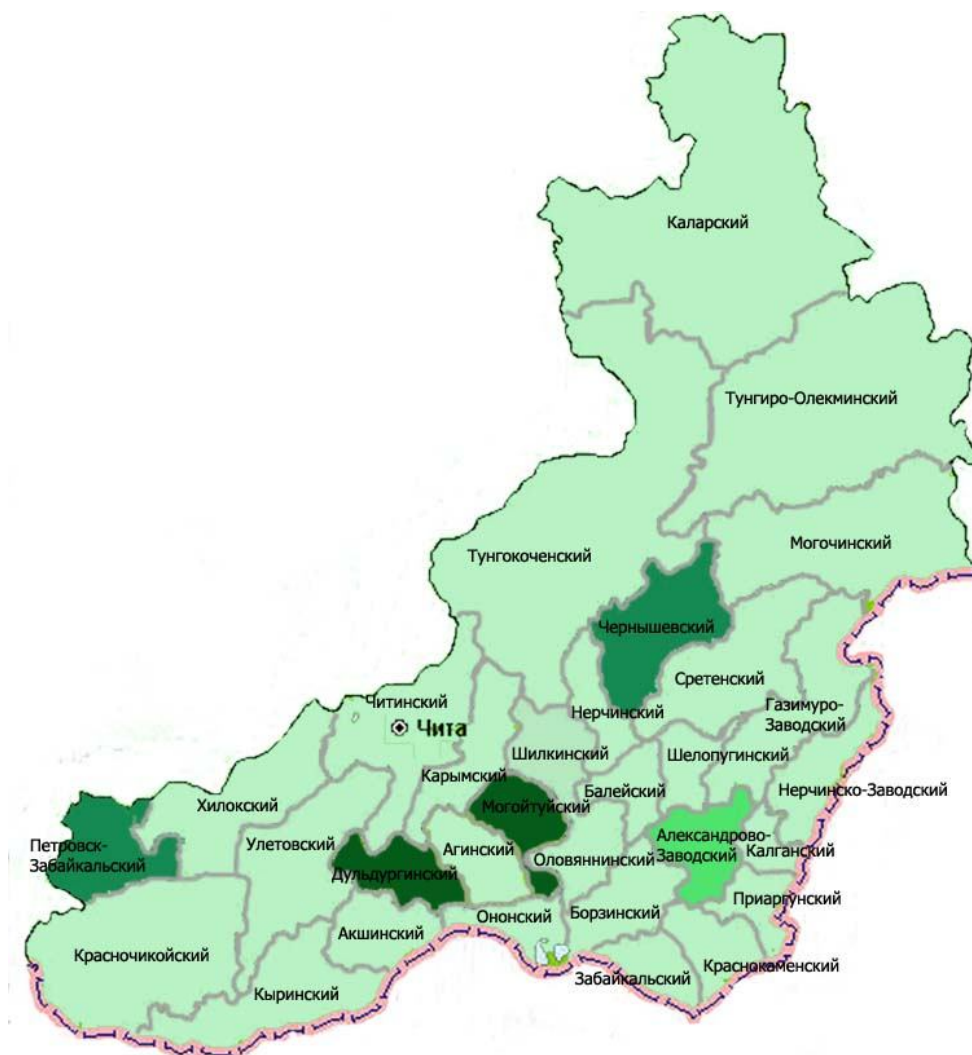 Каларский
Тунгиро-Олекминский
Могочинский
Тунгокоченский
Чернышевский
Сретенский
Читинский
Газимуро-
Заводский
Нерчинский
Чита
Шилкинский
Шелопугинский
Карымский
Балейский
Нерчинско-Заводский
Хилокский
Могойтуйский
Петровск-
Забайкальский
Улетовский
Агинский
Александрово-
Заводский
Калганский
Оловяннинский
Дульдургинский
Приаргунский
Ононский
Борзинский
Акшинский
Красночикойский
Краснокаменский
Забайкальский
Кыринский